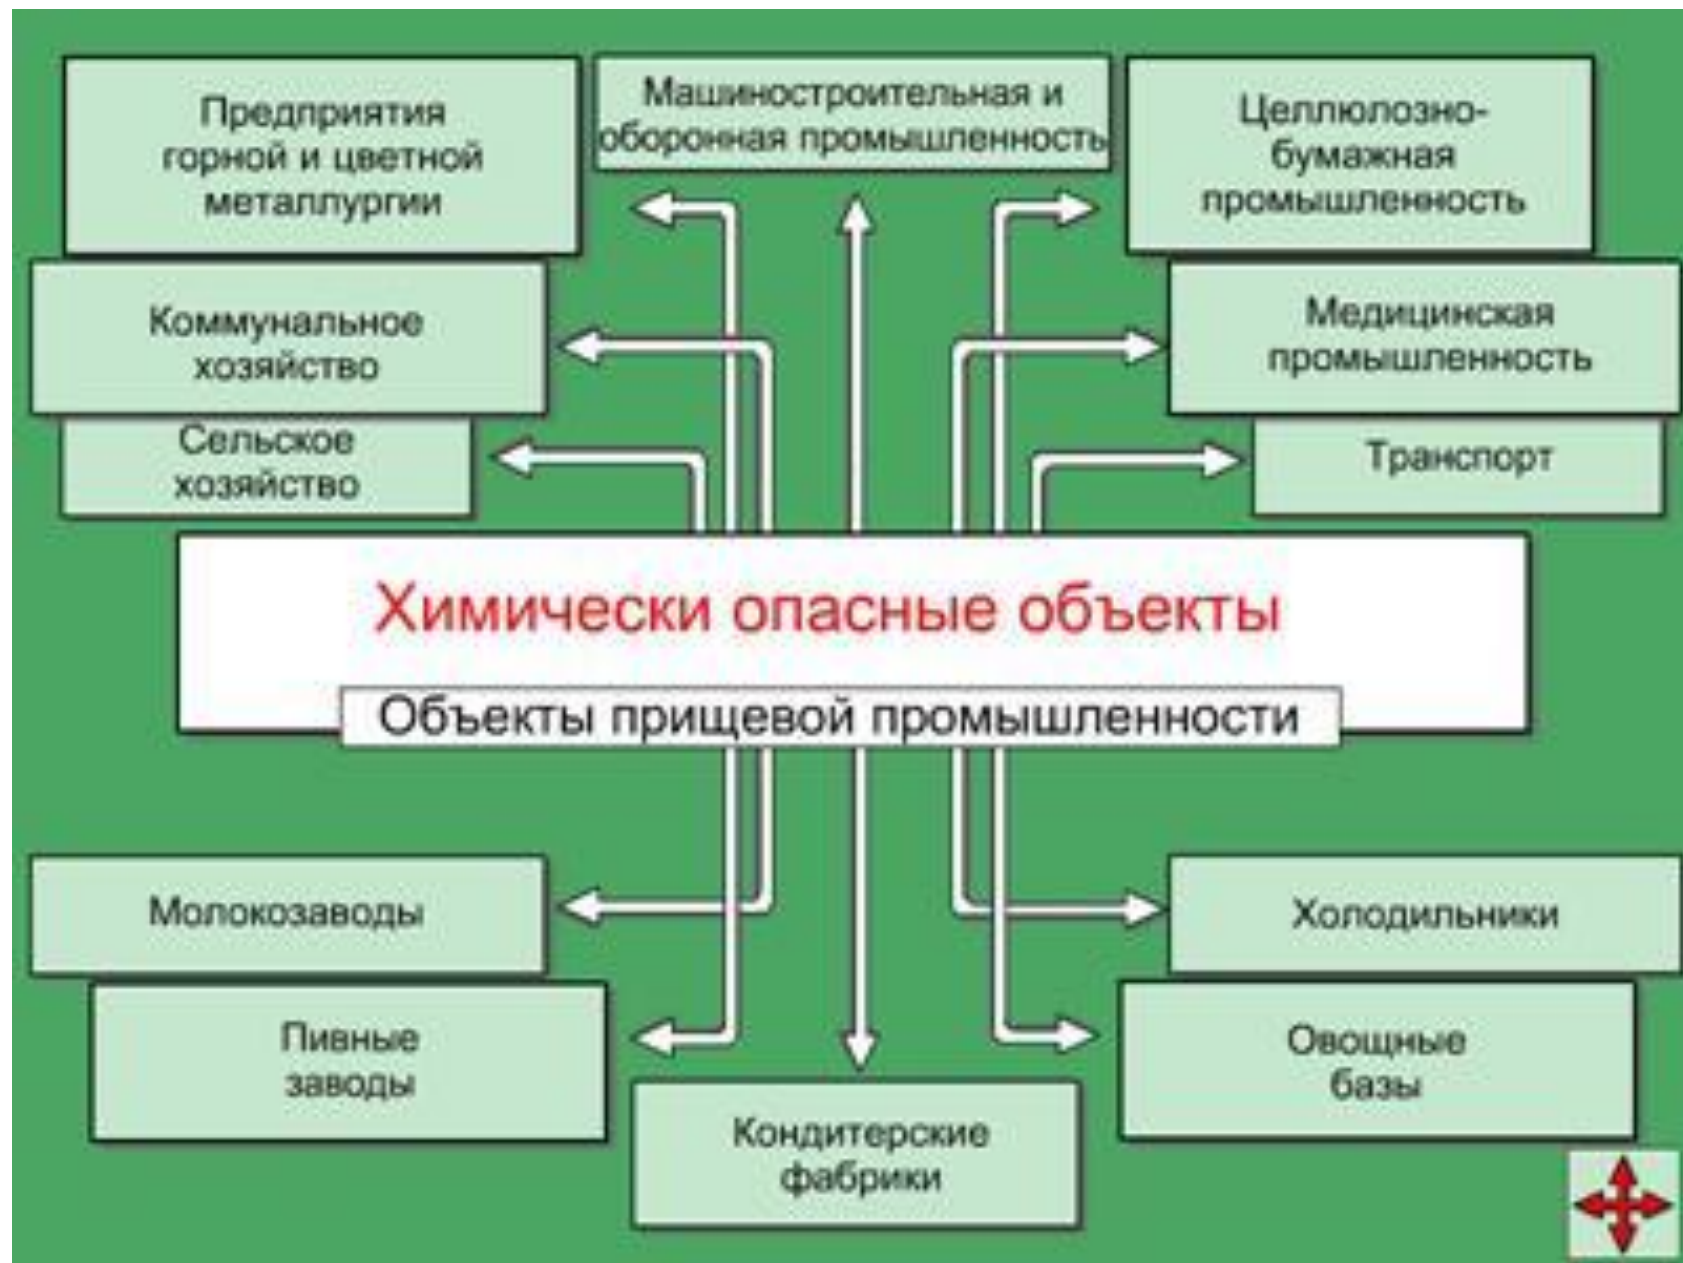 Предприятия
горной и цветной
металлургии
Машиностроительная и
оборонная промышленность
Целлюлозно-
бумажная
промышленность
Коммунальное
хозяйство
Медицинская
промышленность
Сельское
хозяйство
Транспорт
Химически опасные объекты
Объекты прищевой промышленности
Молокозаводы
Холодильники
Пивные
заводы
Овощные
базы
Кондитерские
фабрики